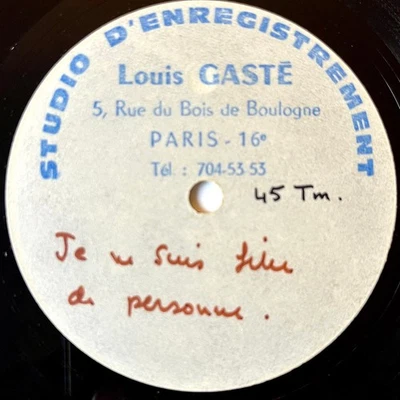 STUDIO D'ENREGISTREMENT
Louis GASTÉ
5, Rue du Bois de Boulogne
PARIS - 16e
Tél : 704-53 53
45 Tm.
Je ne suis fille
de personne.